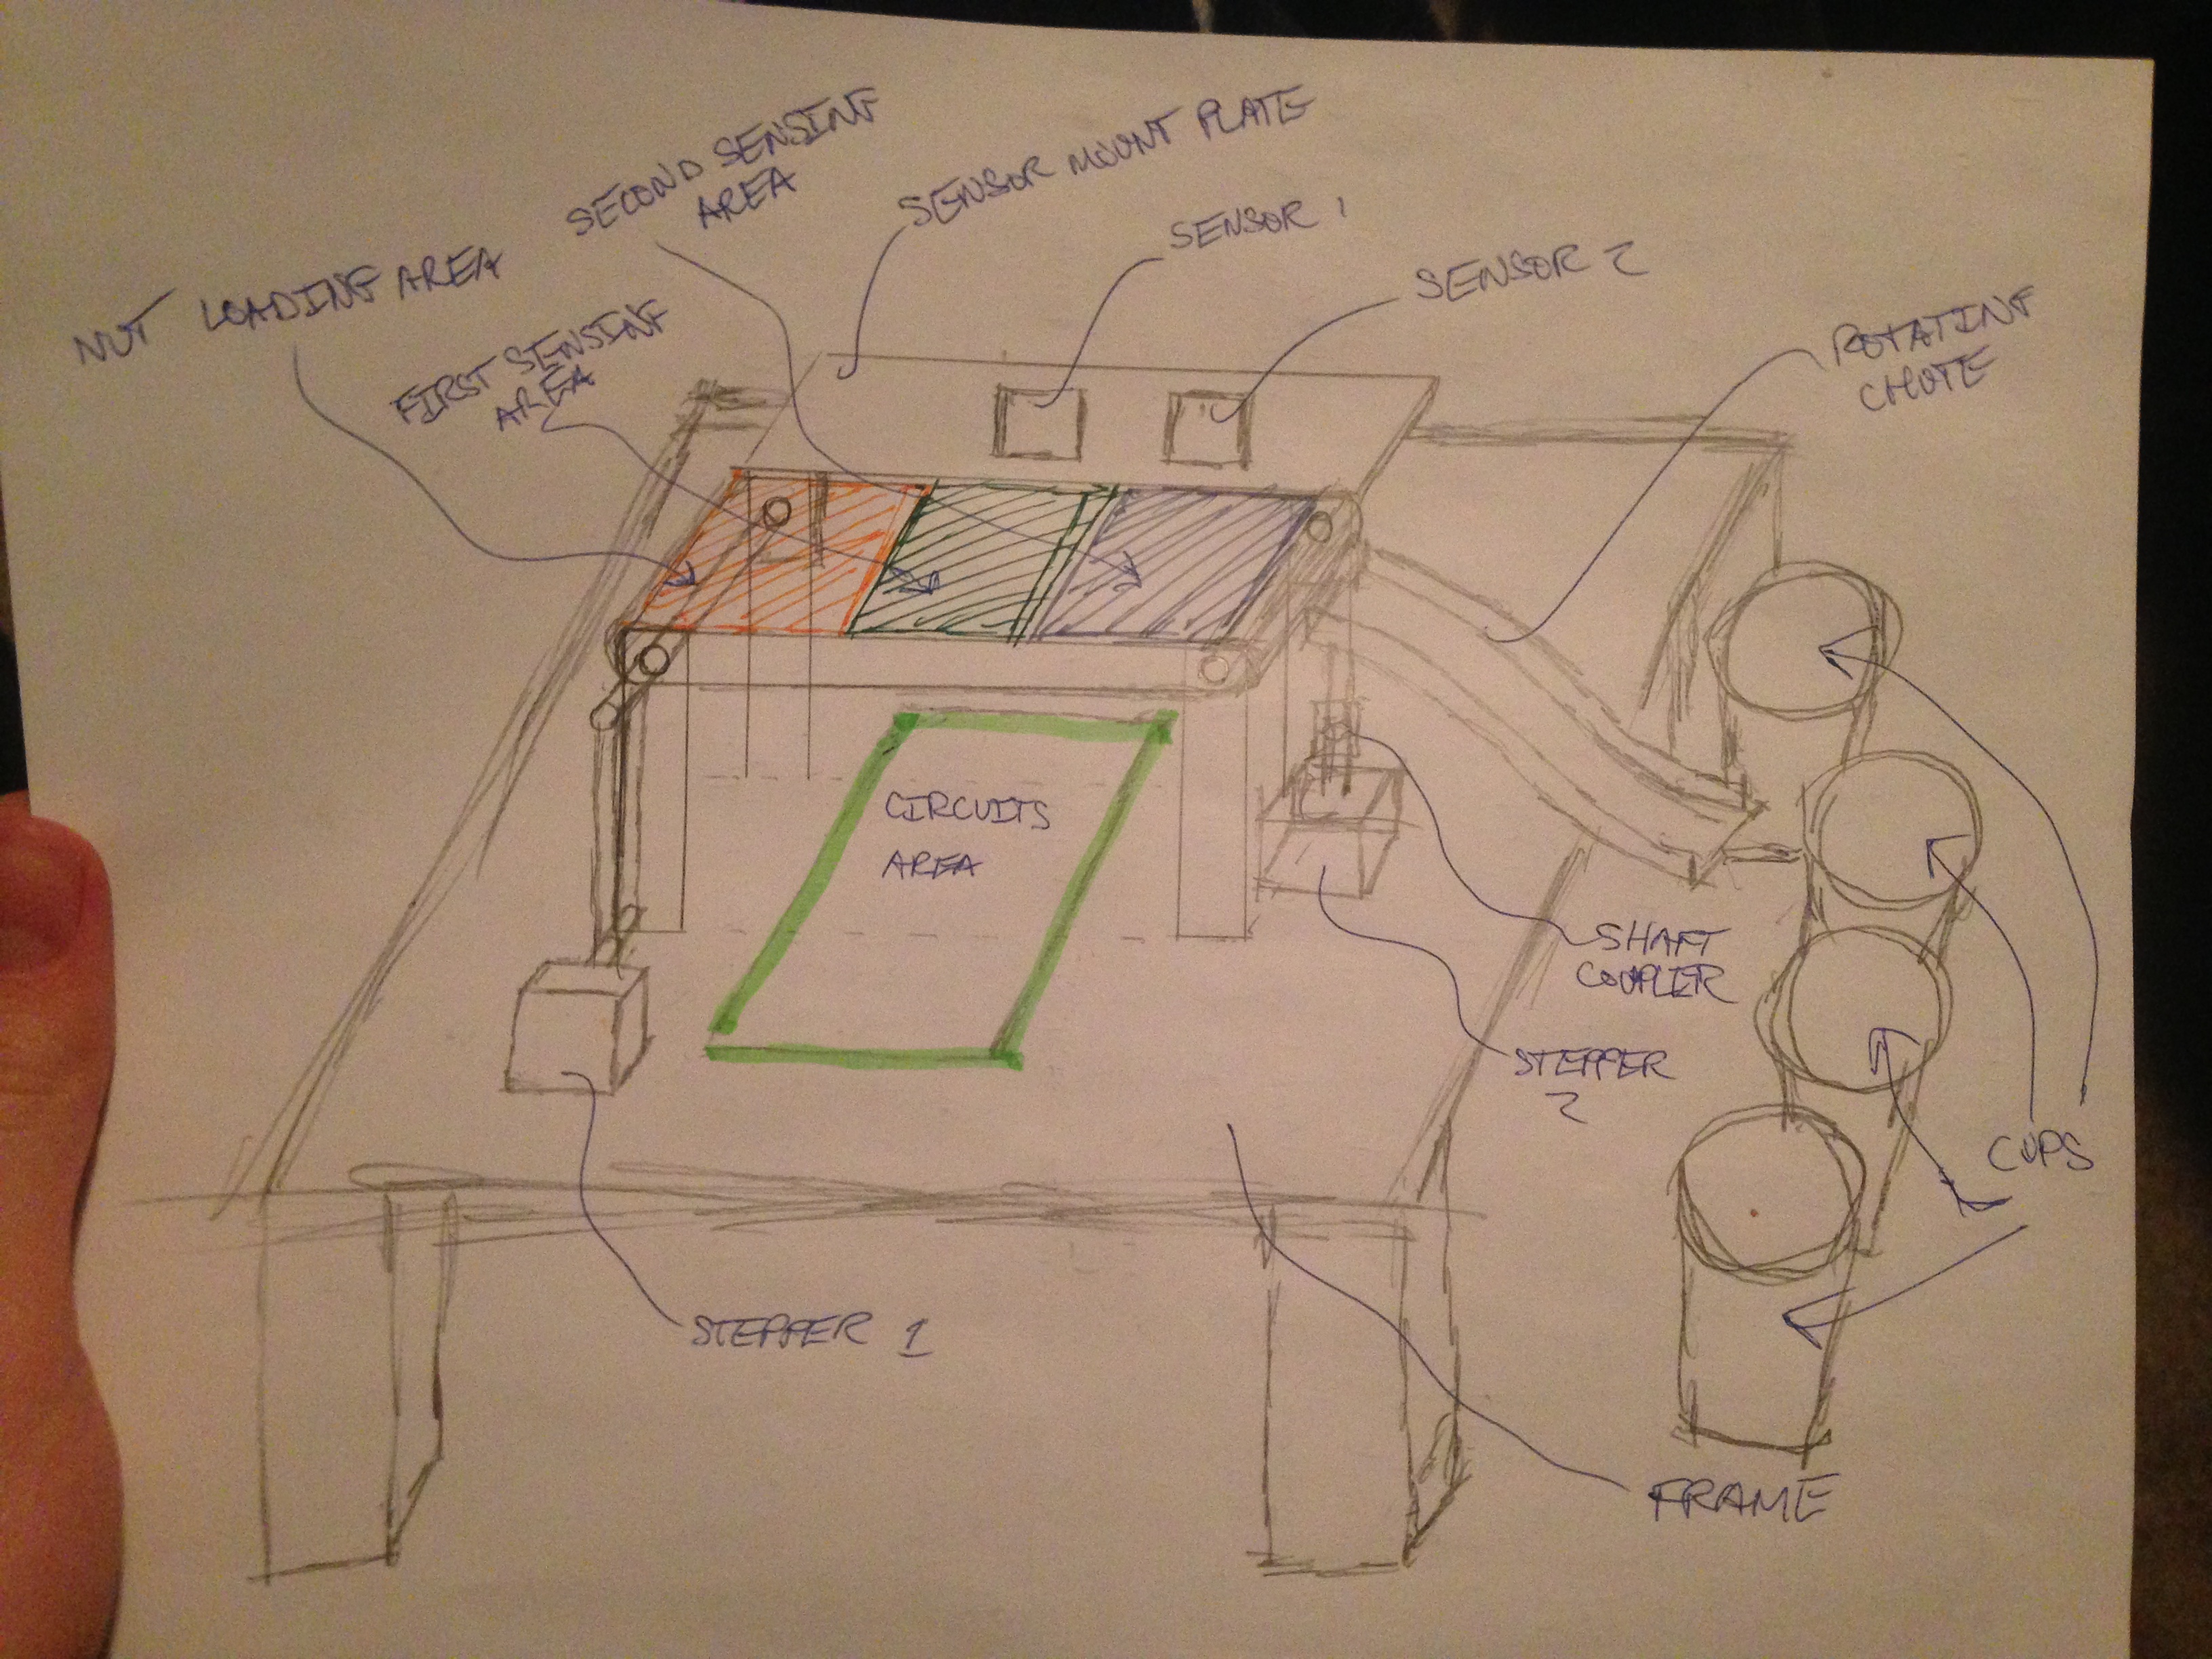 SECOND SENSING
AREA
SENSOR MOUNT PLATE
SENSOR 1
SENSOR 2
NUT LOADING AREA
FIRST SENSING
AREA
ROTATING
CHUTE
CIRCUITS
AREA
SHAFT
COUPLER
STEPPER
2
CUPS
STEPPER 1
FRAME